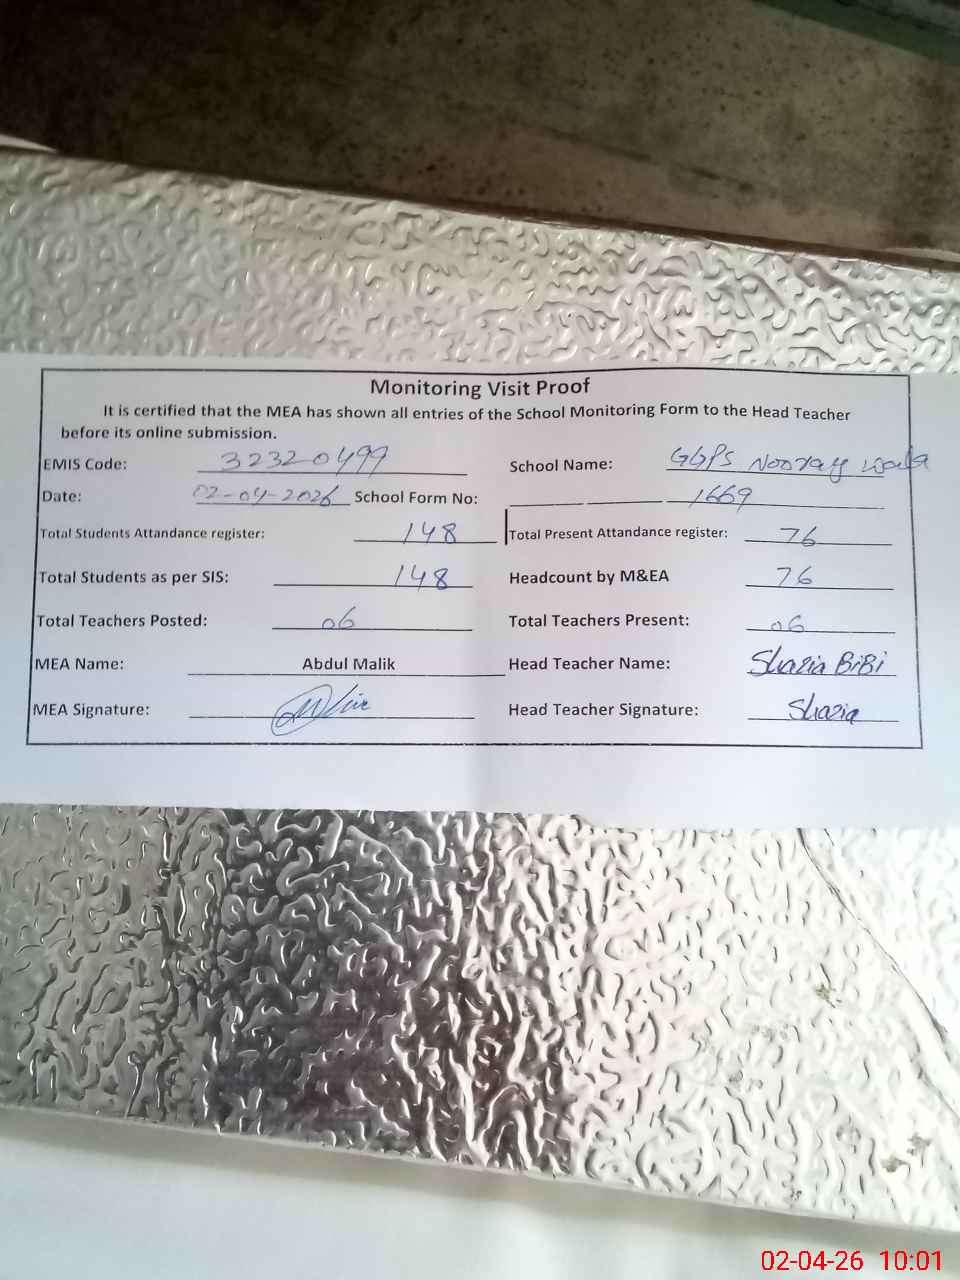 Monitoring Visit Proof
It is certified that the MEA has shown all entries of the School Monitoring Form to the Head Teacher
before its online submission.
EMIS Code: 32320499 School Name: GGPS Nooray wala
Date: 02-04-2026 School Form No: 1669
Total Students Attandance register: 148 Total Present Attandance register: 76
Total Students as per SIS: 148 Headcount by M&EA 76
Total Teachers Posted: 06 Total Teachers Present: 06
MEA Name: Abdul Malik Head Teacher Name: Shazia BiBi
MEA Signature: Head Teacher Signature: Shazia
02-04-26 10:01